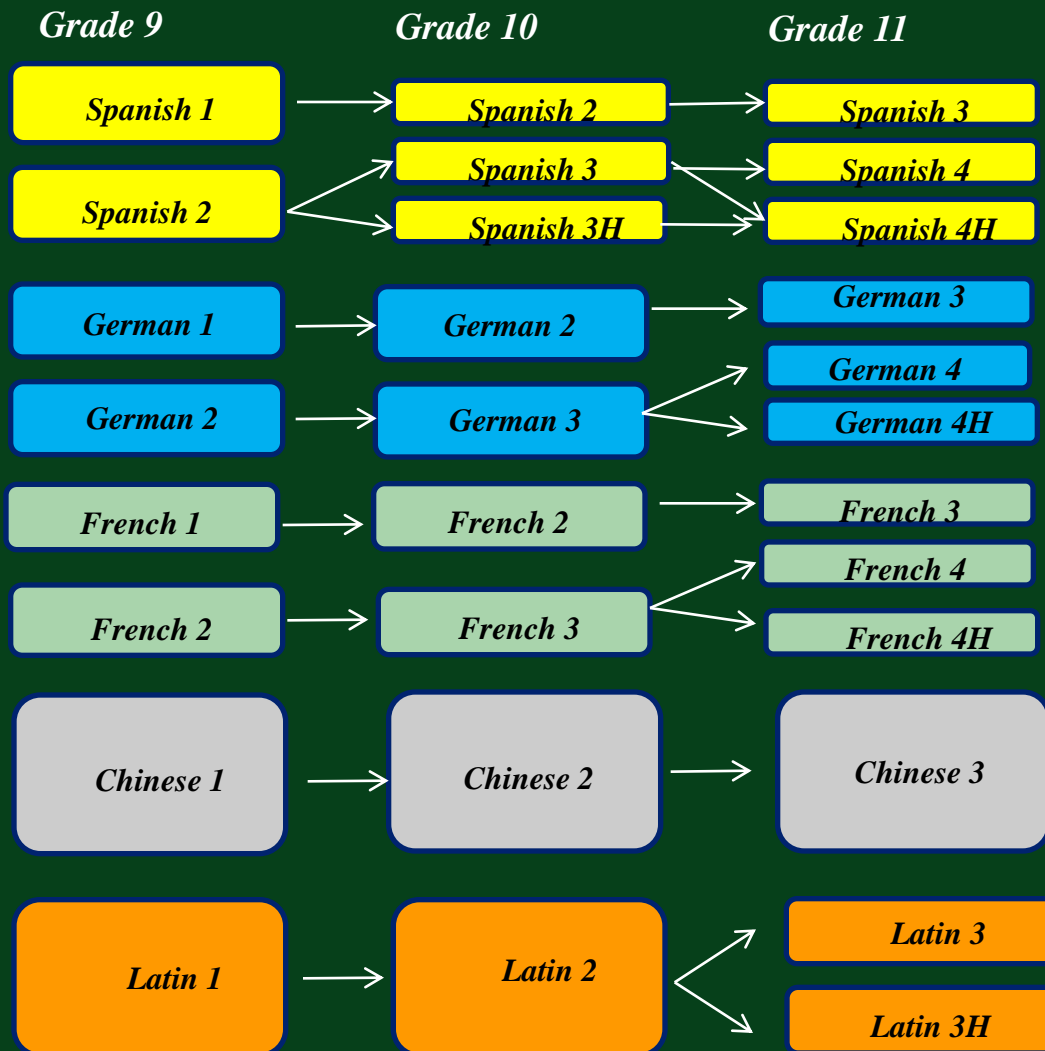 Grade 9 Grade 10 Grade 11
Spanish 1 Spanish 2 Spanish 3
Spanish 2 Spanish 3 Spanish 4
Spanish 3H Spanish 4H
German 1 German 2 German 3
German 2 German 3 German 4
German 4H
French 1 French 2 French 3
French 2 French 3 French 4
French 4H
Chinese 1 Chinese 2 Chinese 3
Latin 1 Latin 2 Latin 3
Latin 3H